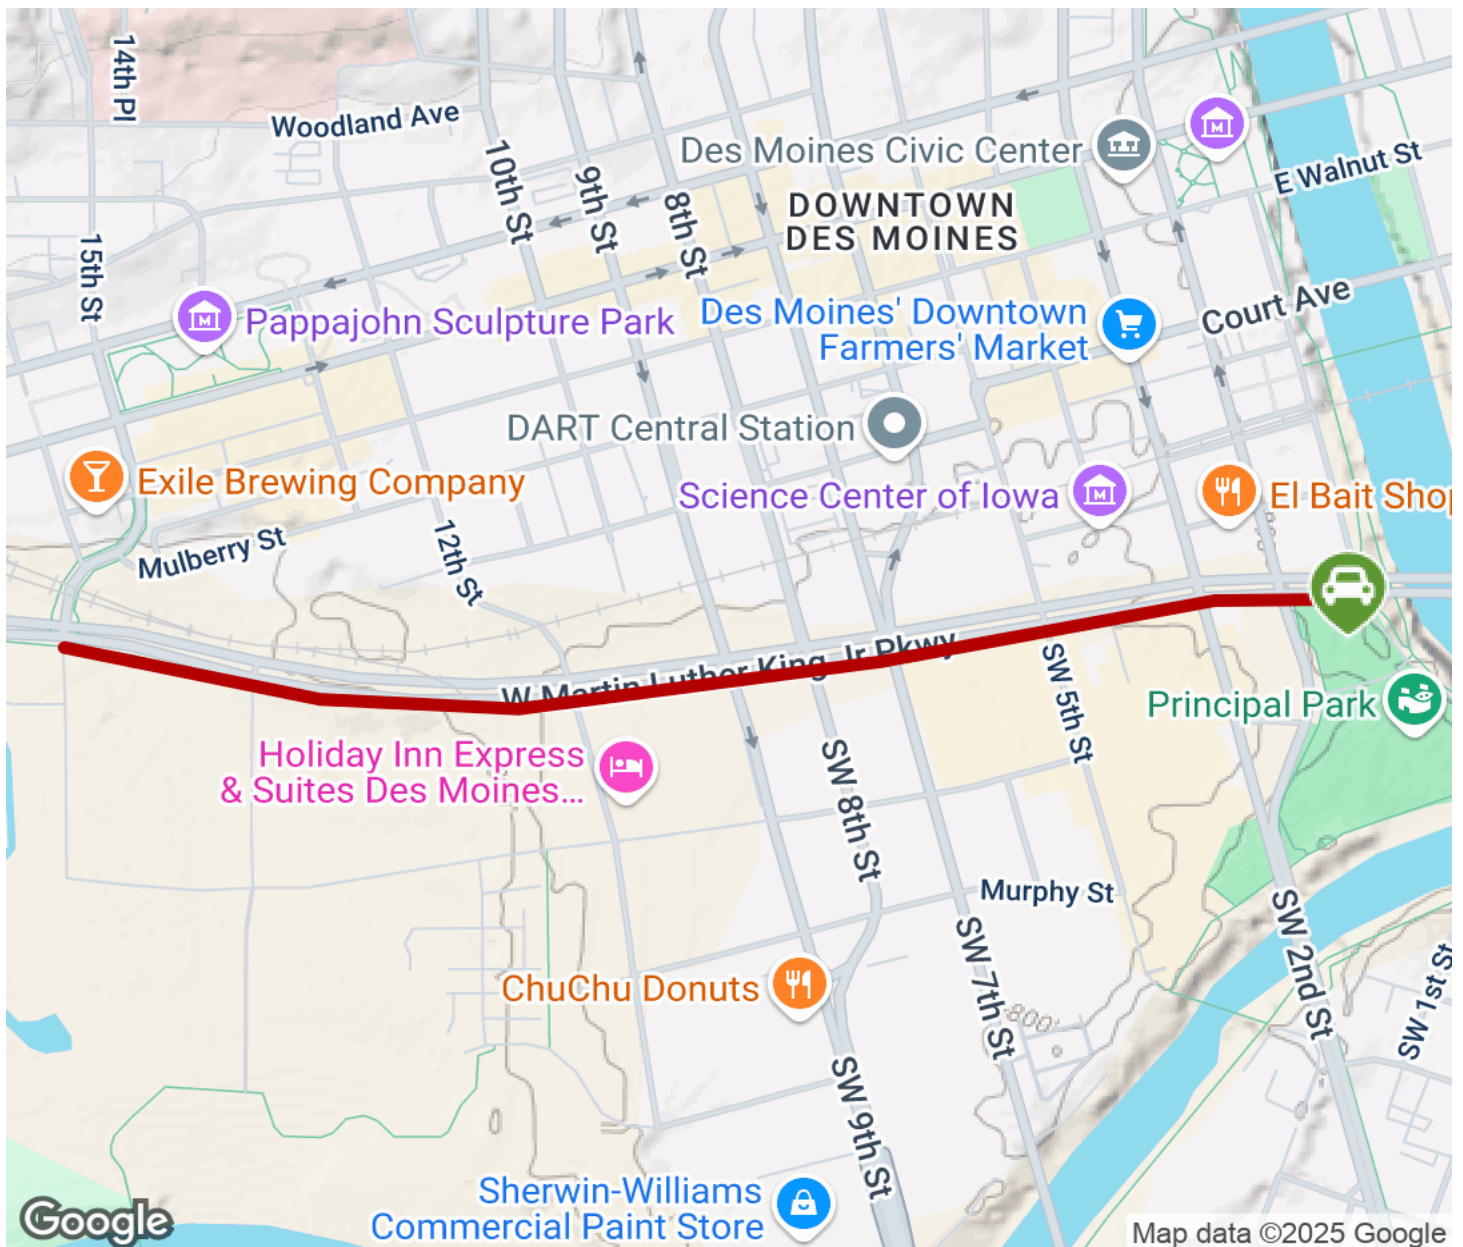 14th Pl
Woodland Ave
10th St
9th St
8th St
Des Moines Civic Center
M
E Walnut St
DOWNTOWN
DES MOINES
15th St
M
Pappajohn Sculpture Park
Des Moines' Downtown
Farmers' Market
Court Ave
DART Central Station
Exile Brewing Company
Science Center of Iowa
M
El Bait Shop
Mulberry St
12th St
W Martin Luther King Jr Pkwy
SW 5th St
Principal Park
Holiday Inn Express
& Suites Des Moines...
SW 8th St
Murphy St
SW 2nd St
SW 7th St
ChuChu Donuts
800'
SW 1st St
SW 9th St
Sherwin-Williams
Commercial Paint Store
Google
Map data ©2025 Google